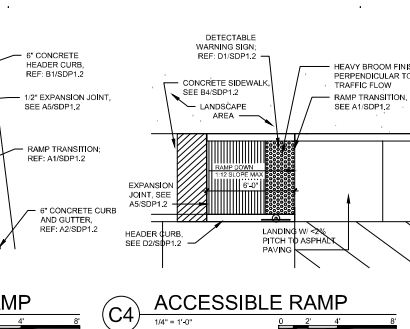 6" CONCRETE
HEADER CURB,
REF: B1/SDP1.2
1/2" EXPANSION JOINT,
SEE A5/SDP1.2
RAMP TRANSITION;
REF: A1/SDP1.2
6" CONCRETE CURB
AND GUTTER,
REF: A2/SDP1.2
AMP
4'
8'
DETECTABLE
WARNING SIGN;
REF: D1/SDP1.2
CONCRETE SIDEWALK,
SEE B4/SDP1.2
LANDSCAPE
AREA
HEAVY BROOM FINIS
PERPENDICULAR TO
TRAFFIC FLOW
RAMP TRANSITION,
SEE A1/SDP1.2
RAMP DOWN
1:12 SLOPE MAX
6'-0"
EXPANSION
JOINT, SEE
A5/SDP1.2
HEADER CURB,
SEE D2/SDP1.2
LANDING W/ <2%
PITCH TO ASPHALT
PAVING
C4
ACCESSIBLE RAMP
1/4" = 1'-0"
0
2'
4'
8'